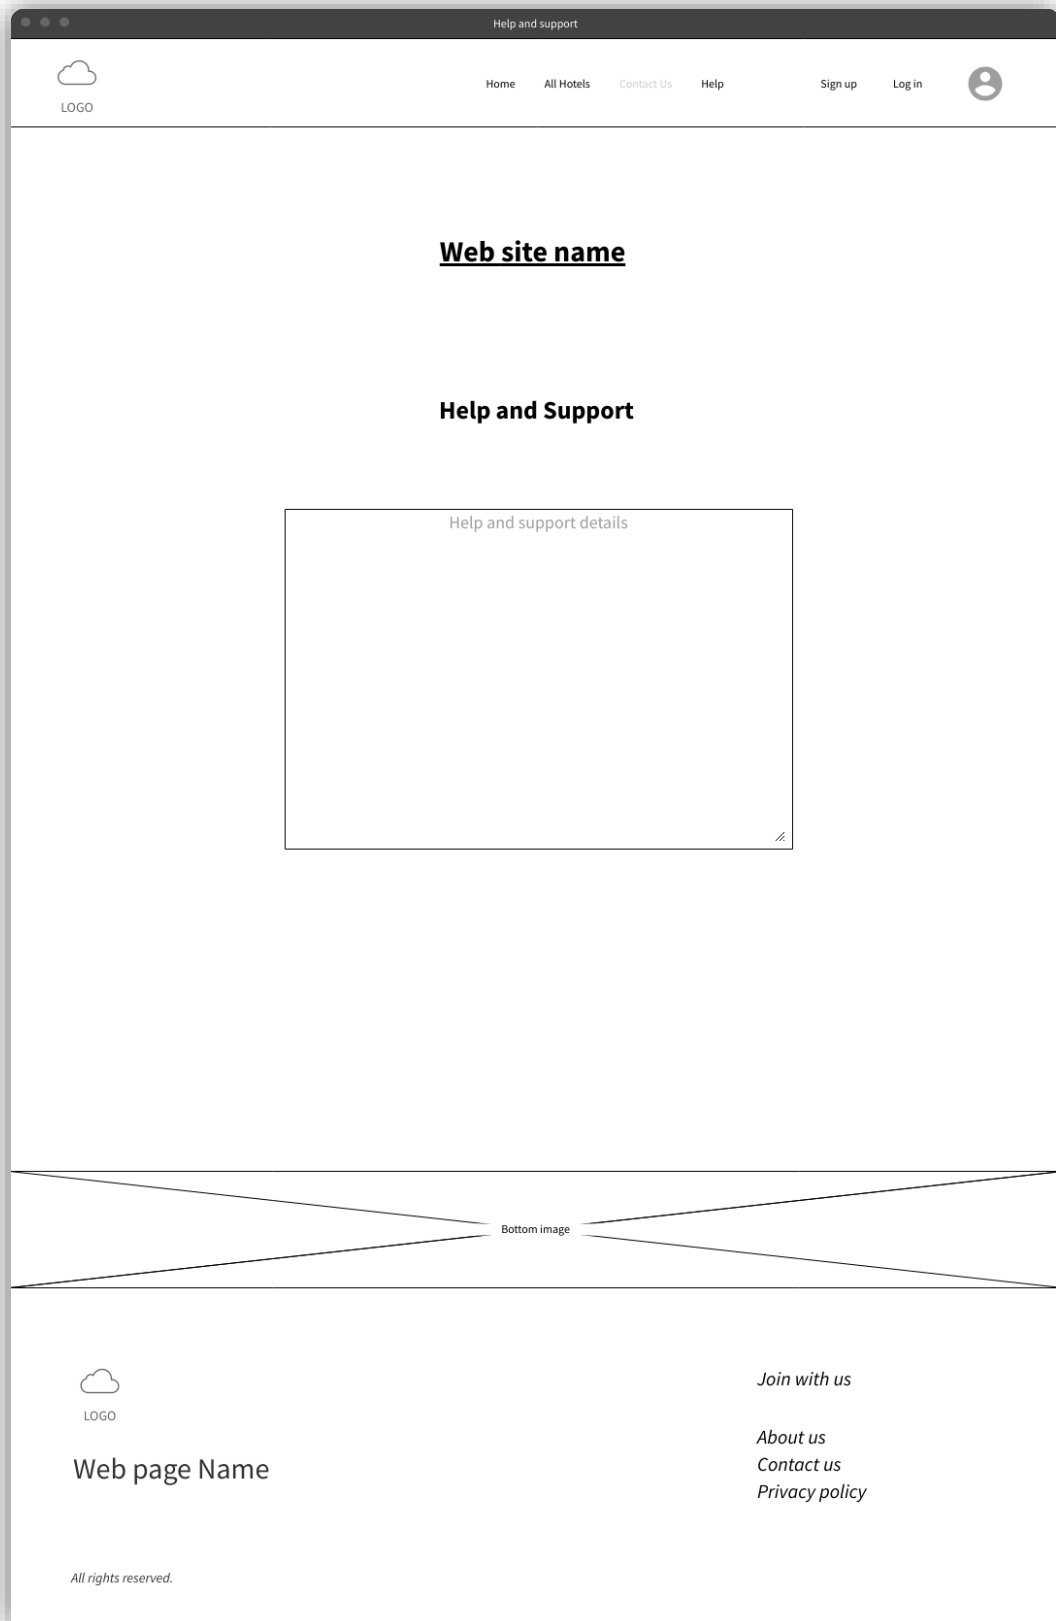 Help and support
Home All Hotels Contact Us Help Sign up Log in
LOGO
Web site name
Help and Support
Help and support details
Bottom image
LOGO
Web page Name
Join with us
About us
Contact us
Privacy policy
All rights reserved.